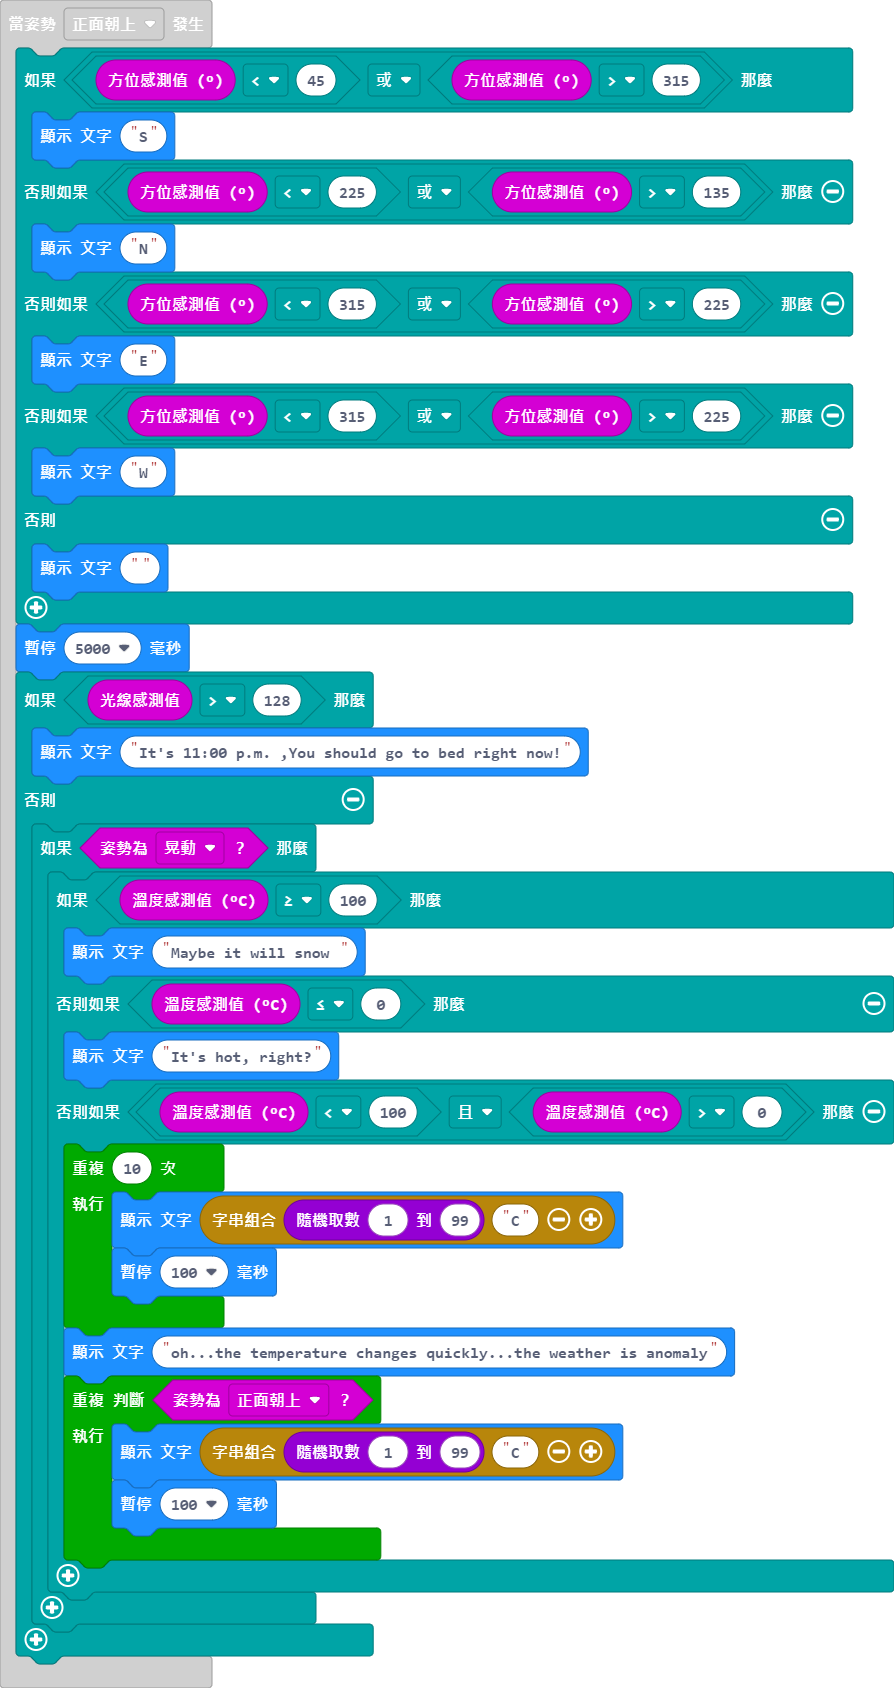 當姿勢 正面朝上 發生
如果 方位感測值 (º) < 45 或 方位感測值 (º) > 315 那麼
顯示 文字 "S"
否則如果 方位感測值 (º) < 225 或 方位感測值 (º) > 135 那麼
顯示 文字 "N"
否則如果 方位感測值 (º) < 315 或 方位感測值 (º) > 225 那麼
顯示 文字 "E"
否則如果 方位感測值 (º) < 315 或 方位感測值 (º) > 225 那麼
顯示 文字 "W"
否則
顯示 文字 " "
暫停 5000 毫秒
如果 光線感測值 > 128 那麼
顯示 文字 "It's 11:00 p.m. ,You should go to bed right now!"
否則
如果 姿勢為 晃動 ? 那麼
如果 溫度感測值 (ºC) ≥ 100 那麼
顯示 文字 "Maybe it will snow "
否則如果 溫度感測值 (ºC) ≤ 0 那麼
顯示 文字 "It's hot, right?"
否則如果 溫度感測值 (ºC) < 100 且 溫度感測值 (ºC) > 0 那麼
重複 10 次
執行
顯示 文字 字串組合 隨機取數 1 到 99 "C"
暫停 100 毫秒
顯示 文字 "oh...the temperature changes quickly...the weather is anomaly"
重複 判斷 姿勢為 正面朝上 ?
執行
顯示 文字 字串組合 隨機取數 1 到 99 "C"
暫停 100 毫秒